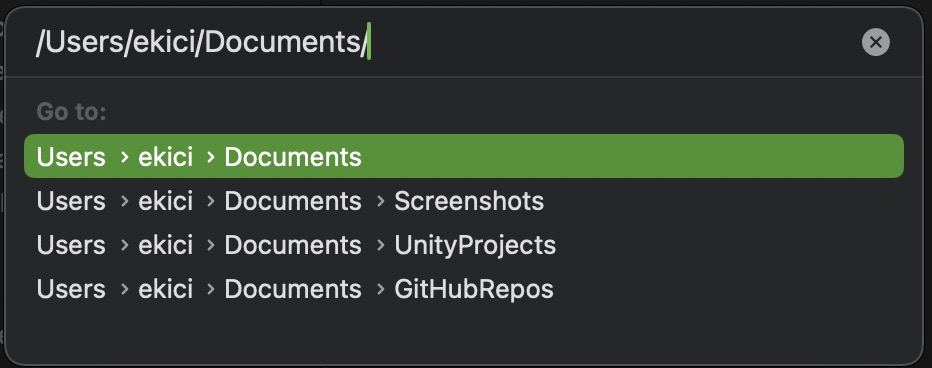 /Users/ekici/Documents/
Go to:
Users › ekici › Documents
Users › ekici › Documents › Screenshots
Users › ekici › Documents › UnityProjects
Users › ekici › Documents › GitHubRepos